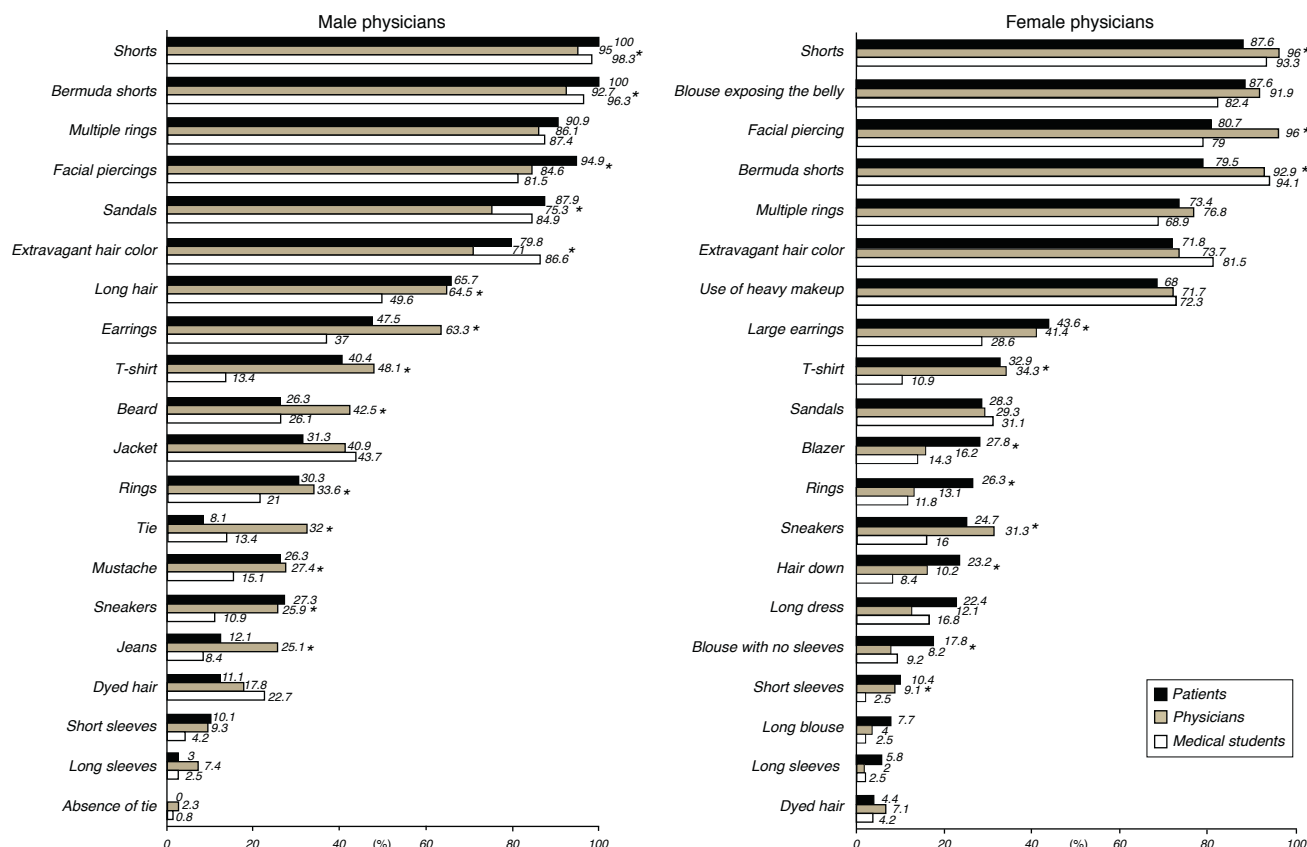 Male physicians
Shorts
100
95 *
98.3
Bermuda shorts
100
92.7 *
96.3
Multiple rings
90.9
86.1
87.4
Facial piercings
94.9
84.6 *
81.5
Sandals
87.9
75.3 *
84.9
Extravagant hair color
79.8
71 *
86.6
Long hair
65.7
64.5 *
49.6
Earrings
47.5
63.3 *
37
T-shirt
40.4
48.1 *
13.4
Beard
26.3
42.5 *
26.1
Jacket
31.3
40.9
43.7
Rings
30.3
33.6 *
21
Tie
8.1
32 *
13.4
Mustache
26.3
27.4 *
15.1
Sneakers
27.3
25.9 *
10.9
Jeans
12.1
25.1 *
8.4
Dyed hair
11.1
17.8
22.7
Short sleeves
10.1
9.3
4.2
Long sleeves
3
7.4
2.5
Absence of tie
0
2.3
0.8
0 20 40 (%) 60 80 100
Female physicians
Shorts
87.6
96 *
93.3
Blouse exposing the belly
87.6
91.9
82.4
Facial piercing
80.7
96 *
79
Bermuda shorts
79.5
92.9 *
94.1
Multiple rings
73.4
76.8
68.9
Extravagant hair color
71.8
73.7
81.5
Use of heavy makeup
68
71.7
72.3
Large earrings
43.6
41.4 *
28.6
T-shirt
32.9
34.3 *
10.9
Sandals
28.3
29.3
31.1
Blazer
27.8 *
16.2
14.3
Rings
26.3 *
13.1
11.8
Sneakers
24.7
31.3 *
16
Hair down
23.2 *
10.2
8.4
Long dress
22.4
12.1
16.8
Blouse with no sleeves
17.8 *
8.2
9.2
Short sleeves
10.4
9.1 *
2.5
Long blouse
7.7
4
2.5
Long sleeves
5.8
2
2.5
Dyed hair
4.4
7.1
4.2
0 20 40 (%) 60 80 100
Patients
Physicians
Medical students